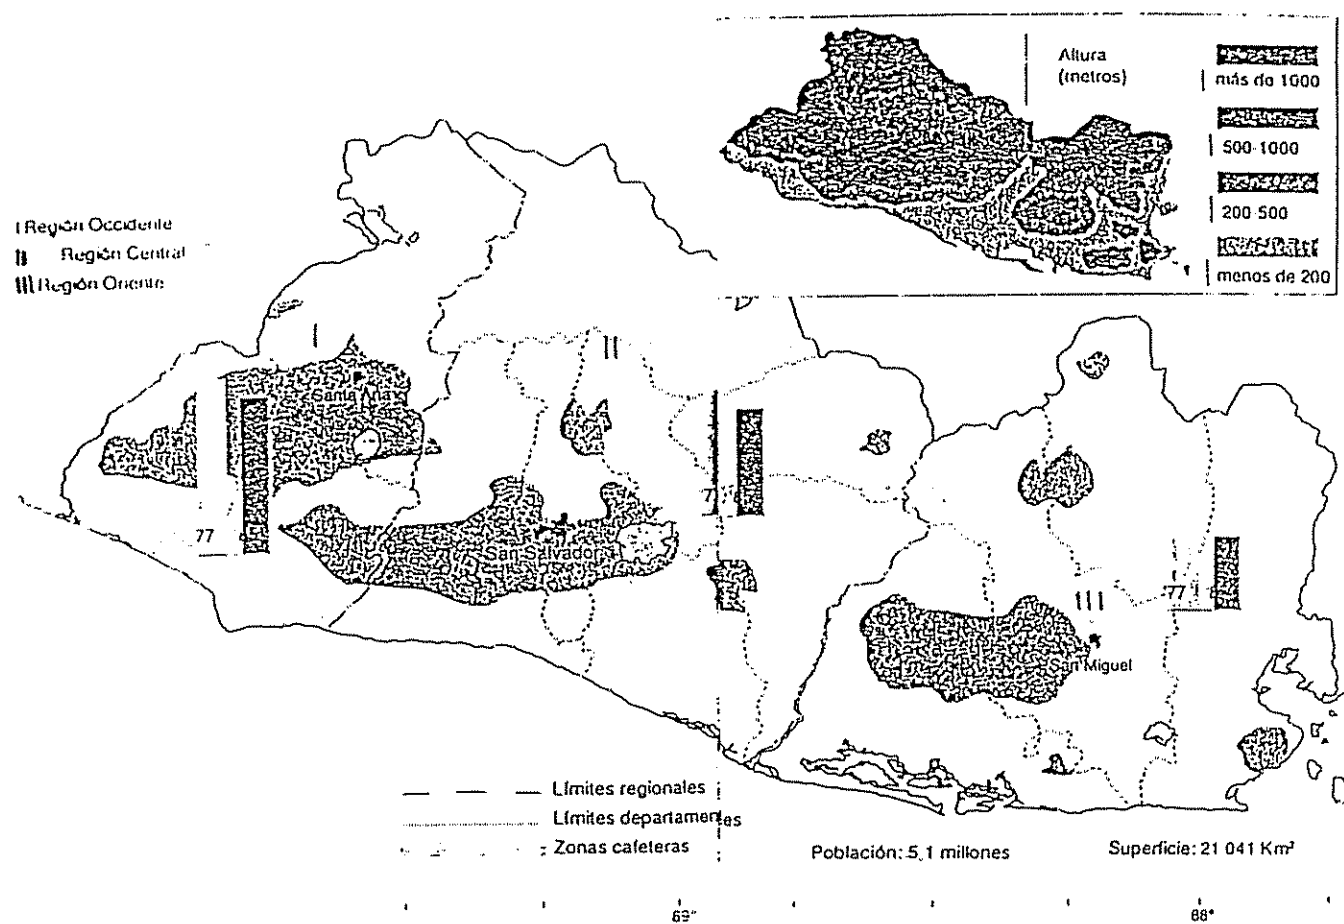 Altura
(metros)
más de 1000
500-1000
200-500
menos de 200
I Región Occidente
II Región Central
III Región Oriente
I
II
Santa Ana
77
77
San Salvador
III
77
San Miguel
Límites regionales
Límites departamentes
Zonas cafeteras
Población: 5,1 millones
Superficie: 21 041 Km²
89°
88°